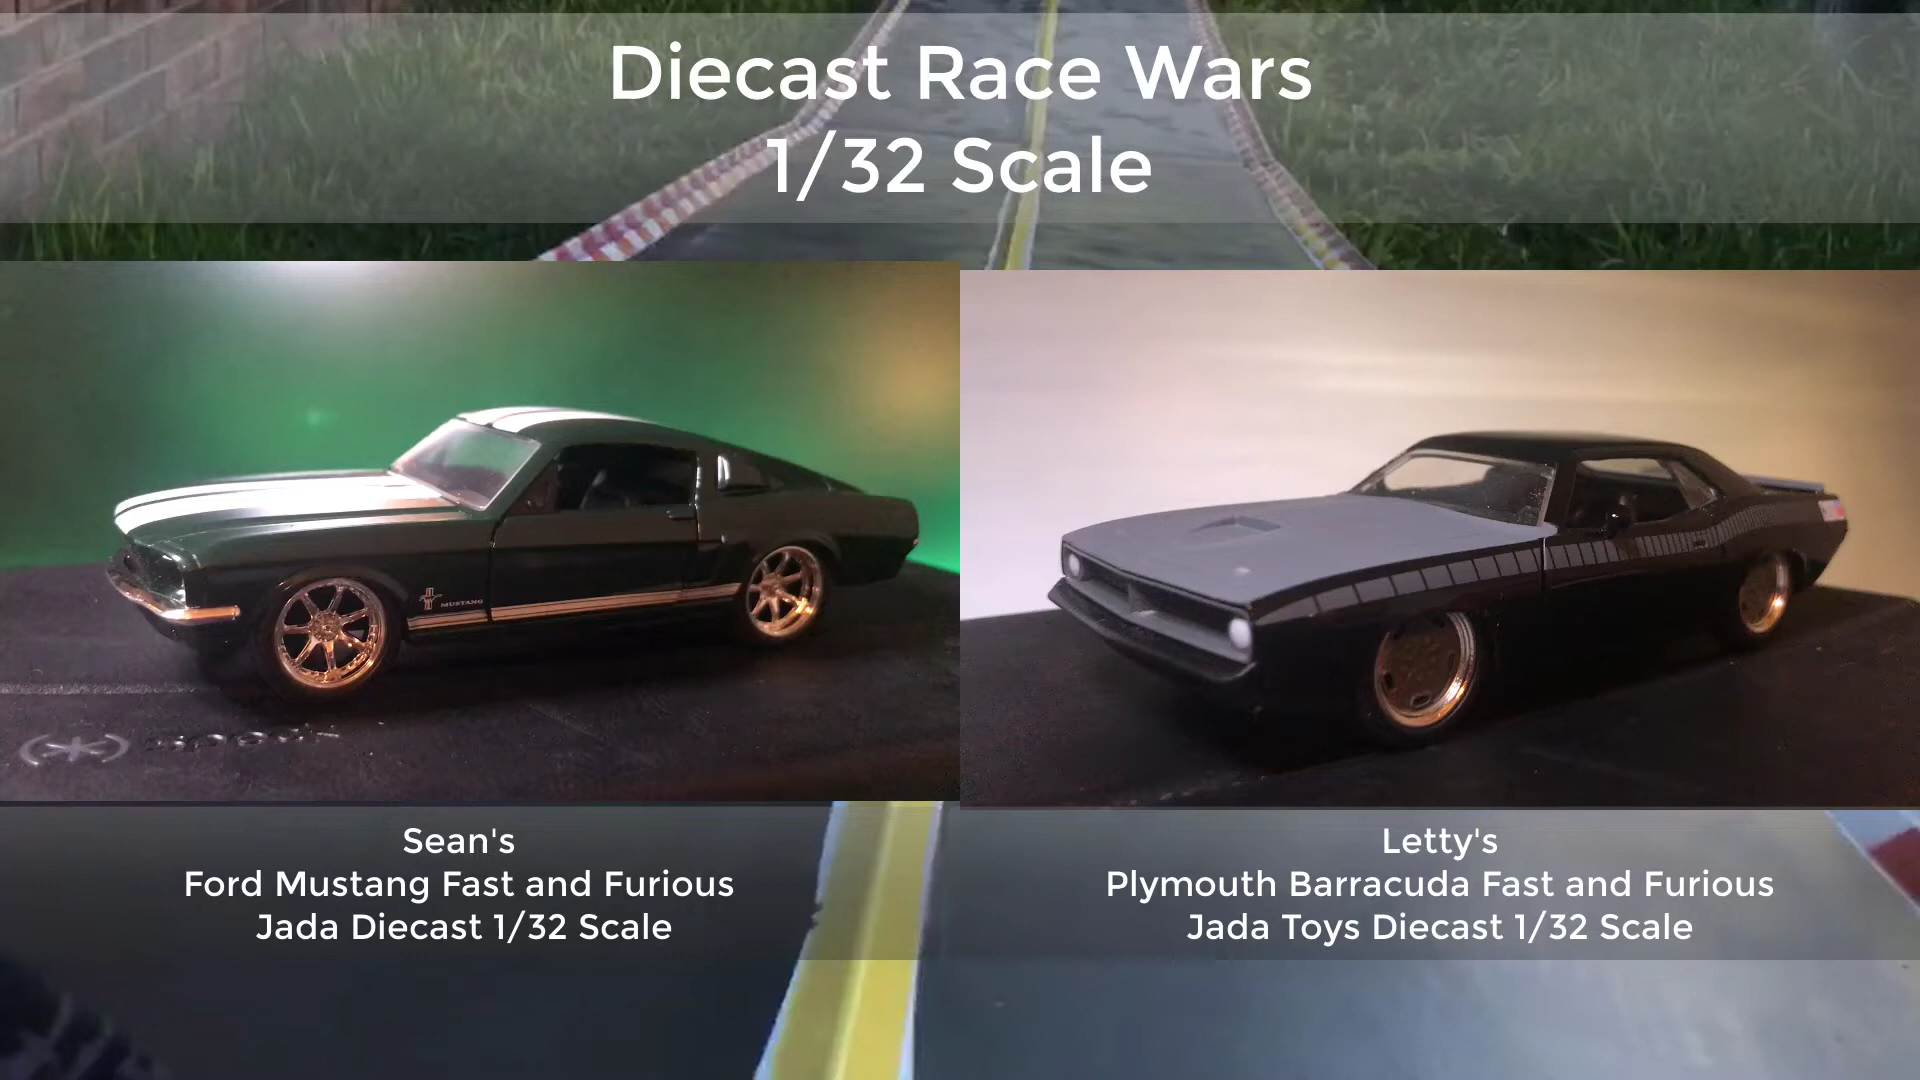 Diecast Race Wars
1/32 Scale
MUSTANG
Sean's
Ford Mustang Fast and Furious
Jada Diecast 1/32 Scale
Letty's
Plymouth Barracuda Fast and Furious
Jada Toys Diecast 1/32 Scale